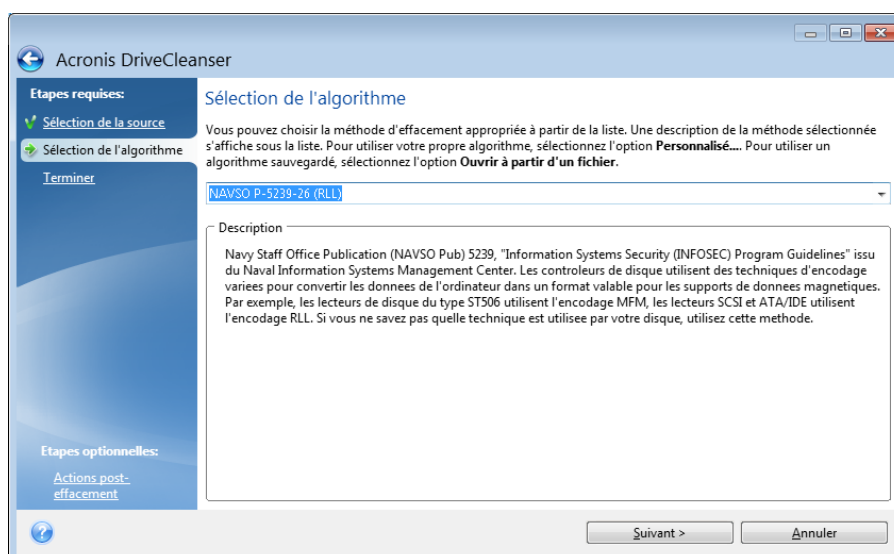 Acronis DriveCleanser
Etapes requises:
Sélection de la source
Sélection de l'algorithme
Terminer
Etapes optionnelles:
Actions post-
effacement
Sélection de l'algorithme
Vous pouvez choisir la méthode d'effacement appropriée à partir de la liste. Une description de la méthode sélectionnée
s'affiche sous la liste. Pour utiliser votre propre algorithme, sélectionnez l'option Personnalisé.... Pour utiliser un
algorithme sauvegardé, sélectionnez l'option Ouvrir à partir d'un fichier.
NAVSO P-5239-26 (RLL)
Description
Navy Staff Office Publication (NAVSO Pub) 5239, "Information Systems Security (INFOSEC) Program Guidelines" issu
du Naval Information Systems Management Center. Les controleurs de disque utilisent des techniques d'encodage
variees pour convertir les donnees de l'ordinateur dans un format valable pour les supports de donnees magnetiques.
Par exemple, les lecteurs de disque du type ST506 utilisent l'encodage MFM, les lecteurs SCSI et ATA/IDE utilisent
l'encodage RLL. Si vous ne savez pas quelle technique est utilisee par votre disque, utilisez cette methode.
Suivant >
Annuler